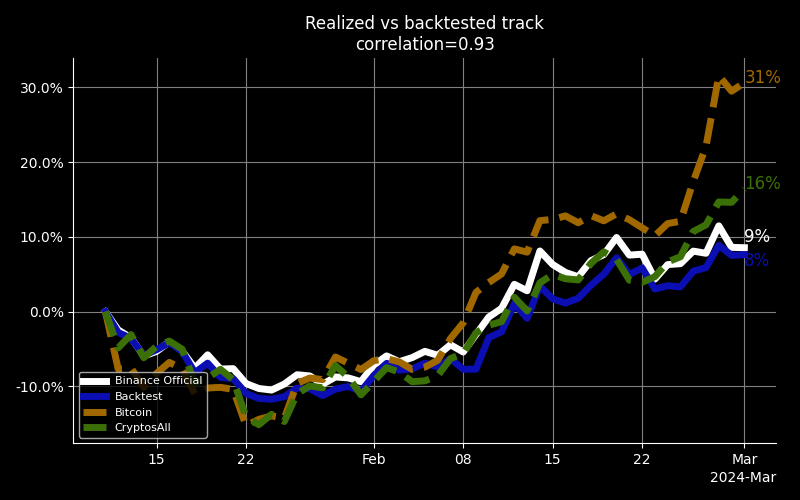 Realized vs backtested track
correlation=0.93
30.0%
20.0%
10.0%
0.0%
-10.0%
31%
16%
9%
8%
Binance Official
Backtest
Bitcoin
CryptosAll
15
22
Feb
08
15
22
Mar
2024-Mar